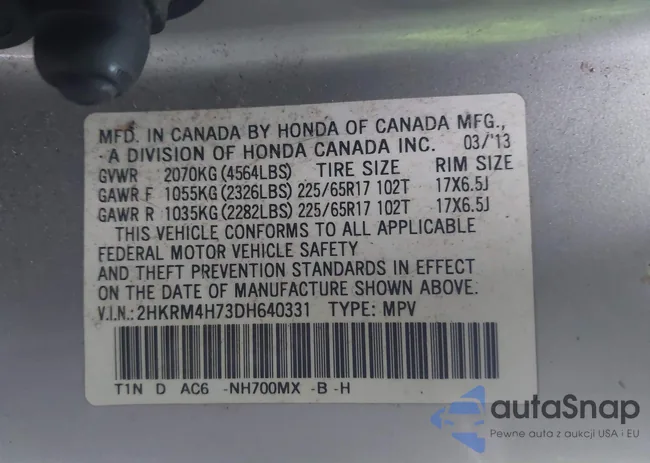 MFD. IN CANADA BY HONDA OF CANADA MFG.,
A DIVISION OF HONDA CANADA INC. 03/'13
GVWR 2070KG(4564LBS) TIRE SIZE RIM SIZE
GAWR F 1055KG(2326LBS) 225/65R17 102T 17X6.5J
GAWR R 1035KG(2282LBS) 225/65R17 102T 17X6.5J
THIS VEHICLE CONFORMS TO ALL APPLICABLE
FEDERAL MOTOR VEHICLE SAFETY
AND THEFT PREVENTION STANDARDS IN EFFECT
ON THE DATE OF MANUFACTURE SHOWN ABOVE.
V.I.N.: 2HKRM4H73DH640331 TYPE: MPV
T1N D AC6 -NH700MX -B -H
autaSnap
Pewne auta z aukcji USA i EU